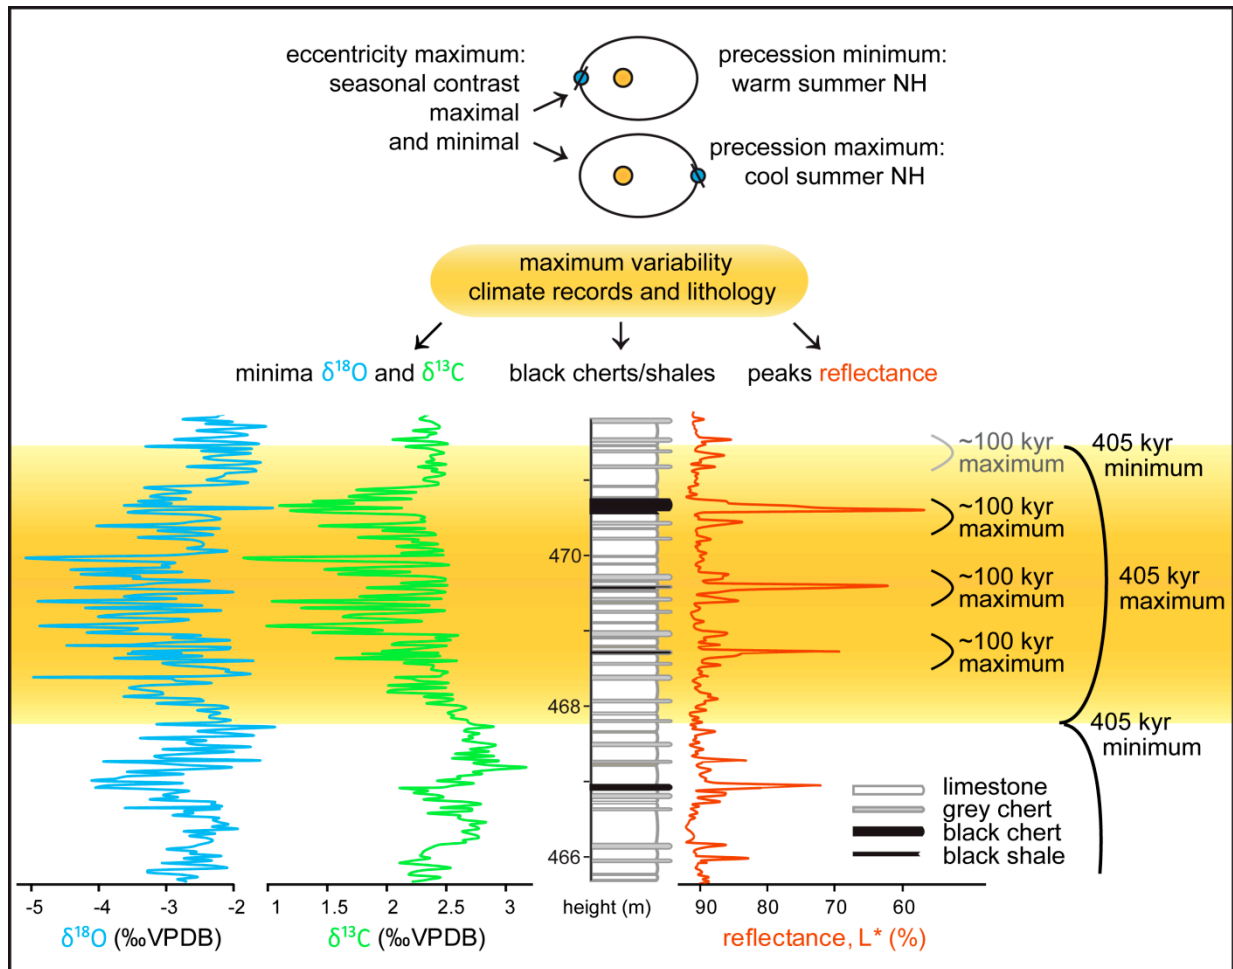 eccentricity maximum:
seasonal contrast
maximal
and minimal
precession minimum:
warm summer NH
precession maximum:
cool summer NH
maximum variability
climate records and lithology
minima δ¹⁸O and δ¹³C
black cherts/shales
peaks reflectance
~100 kyr
maximum
405 kyr
minimum
~100 kyr
maximum
~100 kyr
maximum
405 kyr
maximum
~100 kyr
maximum
405 kyr
minimum
470
468
466
limestone
grey chert
black chert
black shale
-5 -4 -3 -2
δ¹⁸O (‰VPDB)
1 1.5 2 2.5 3
δ¹³C (‰VPDB)
height (m)
90 80 70 60
reflectance, L* (%)